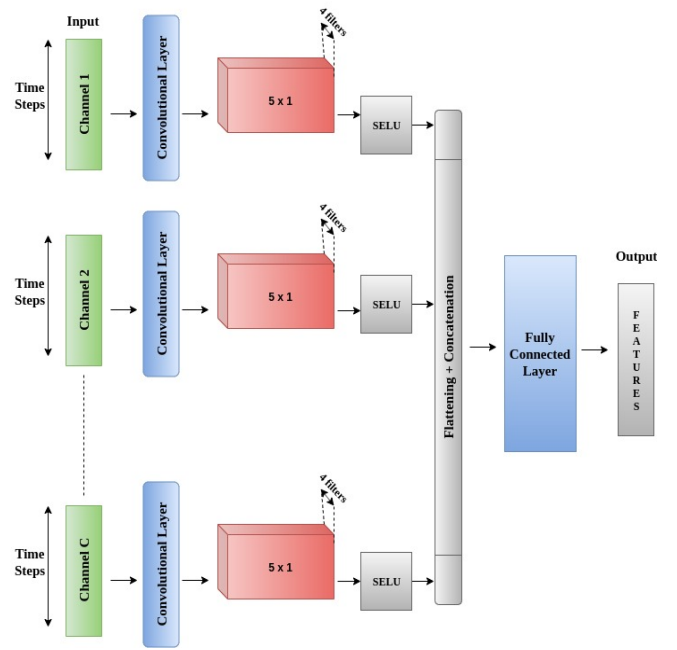 Input
Time
Steps
Channel 1
Convolutional Layer
5 x 1
4 filters
SELU
Time
Steps
Channel 2
Convolutional Layer
5 x 1
4 filters
SELU
Time
Steps
Channel C
Convolutional Layer
5 x 1
4 filters
SELU
Flattening + Concatenation
Fully
Connected
Layer
Output
FEATURES